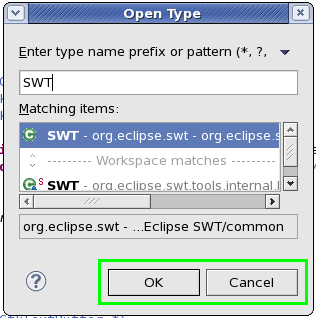 Open Type
Enter type name prefix or pattern (*, ?,
SWT
Matching items:
SWT - org.eclipse.swt - org.eclipse.s
Workspace matches
S
SWT - org.eclipse.swt.tools.internal.
org.eclipse.swt - ...Eclipse SWT/common
?
OK
Cancel